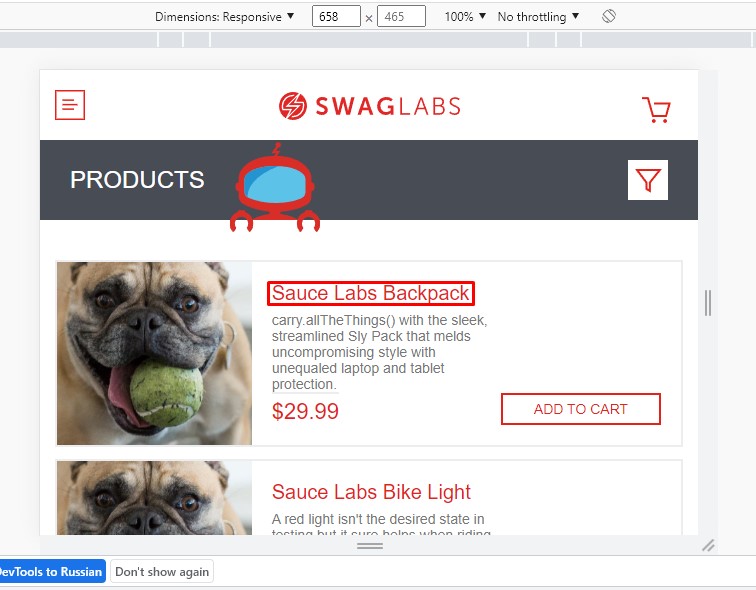 Dimensions: Responsive ▼ 658 × 465 100% ▼ No throttling ▼
SWAGLABS
PRODUCTS
Sauce Labs Backpack
carry.allTheThings() with the sleek,
streamlined Sly Pack that melds
uncompromising style with
unequaled laptop and tablet
protection.
$29.99
ADD TO CART
Sauce Labs Bike Light
A red light isn't the desired state in
testing but it sure helps when riding
DevTools to Russian
Don't show again